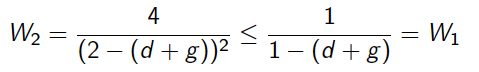 W₂ = 4 / (2 − (d + g))² ≤ 1 / 1 − (d + g) = W₁